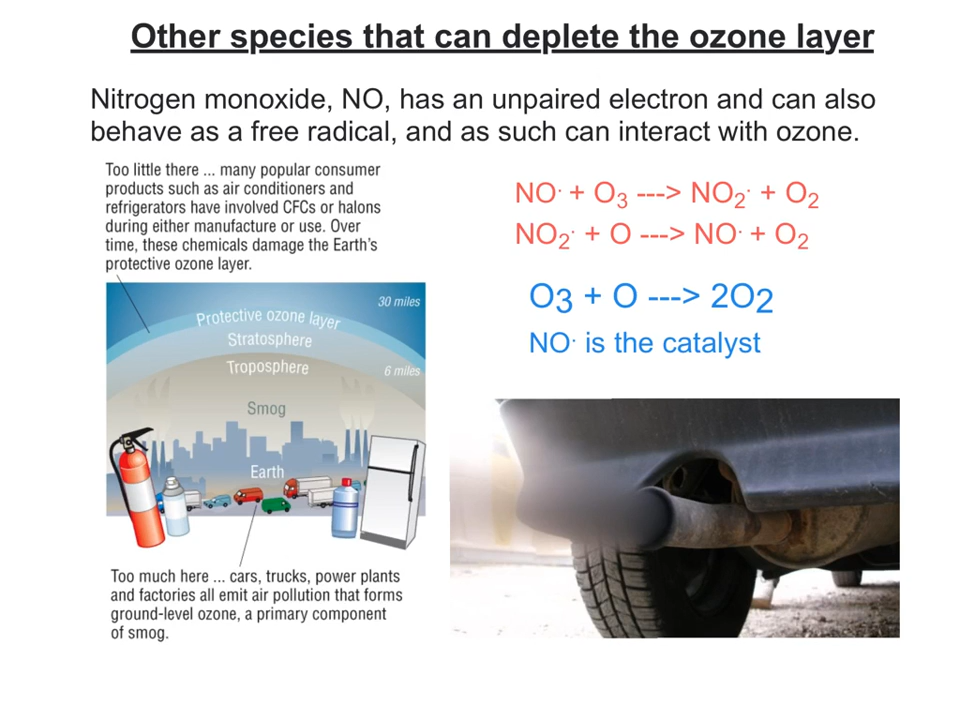 Other species that can deplete the ozone layer
Nitrogen monoxide, NO, has an unpaired electron and can also
behave as a free radical, and as such can interact with ozone.
Too little there ... many popular consumer
products such as air conditioners and
refrigerators have involved CFCs or halons
during either manufacture or use. Over
time, these chemicals damage the Earth's
protective ozone layer.
30 miles
Protective ozone layer
Stratosphere
Troposphere
6 miles
Smog
Earth
Too much here ... cars, trucks, power plants
and factories all emit air pollution that forms
ground-level ozone, a primary component
of smog.
NO· + O₃ ---> NO₂· + O₂
NO₂· + O ---> NO· + O₂
O₃ + O ---> 2O₂
NO· is the catalyst